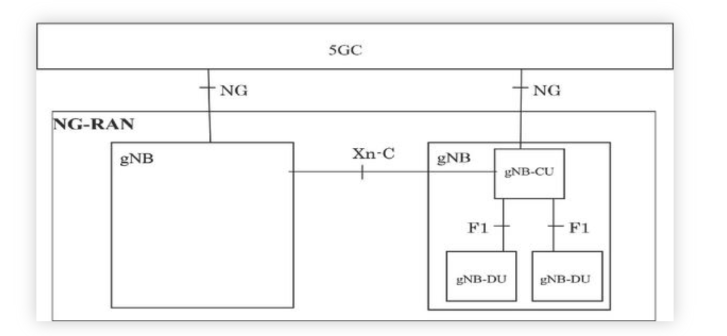 5GC
NG
NG
NG-RAN
gNB
Xn-C
gNB
gNB-CU
F1
F1
gNB-DU
gNB-DU